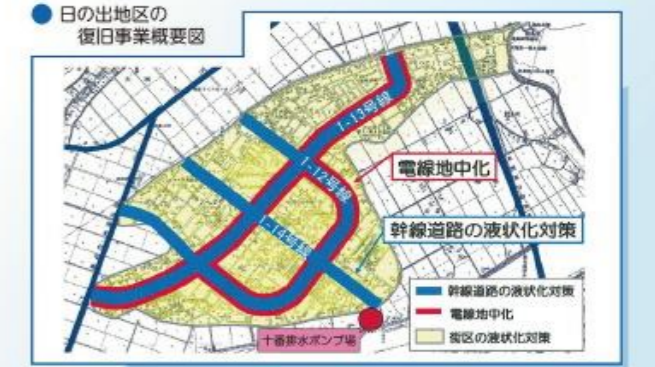 日の出地区の
復旧事業概要図
1-13号線
電線地中化
1-12号線
幹線道路の液状化対策
1-14号線
幹線道路の液状化対策
電線地中化
街区の液状化対策
十番排水ポンプ場